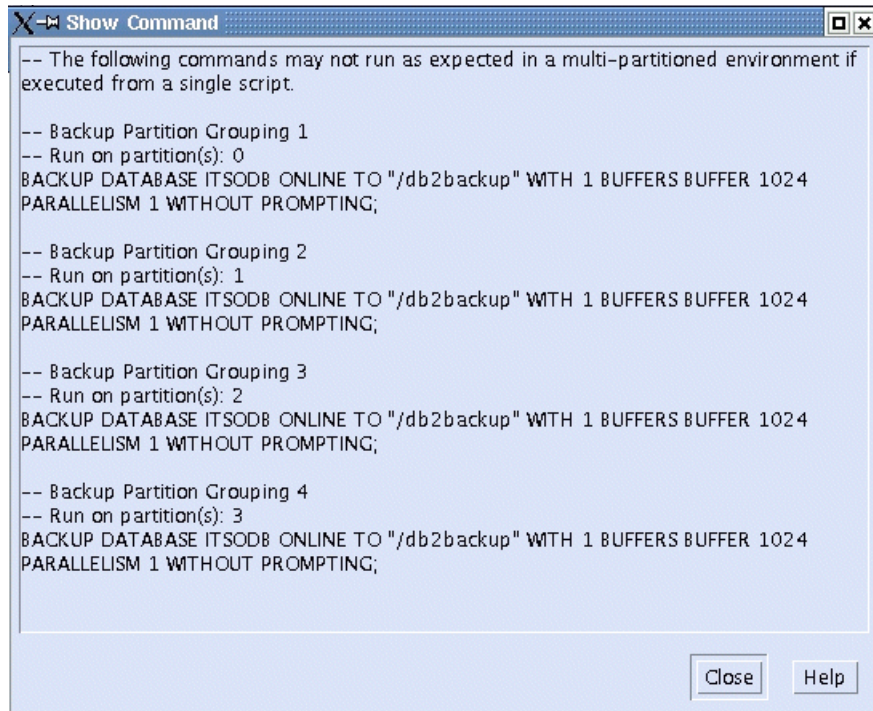 Show Command
-- The following commands may not run as expected in a multi-partitioned environment if
executed from a single script.
-- Backup Partition Grouping 1
-- Run on partition(s): 0
BACKUP DATABASE ITSODB ONLINE TO "/db2backup" WITH 1 BUFFERS BUFFER 1024
PARALLELISM 1 WITHOUT PROMPTING;
-- Backup Partition Grouping 2
-- Run on partition(s): 1
BACKUP DATABASE ITSODB ONLINE TO "/db2backup" WITH 1 BUFFERS BUFFER 1024
PARALLELISM 1 WITHOUT PROMPTING;
-- Backup Partition Grouping 3
-- Run on partition(s): 2
BACKUP DATABASE ITSODB ONLINE TO "/db2backup" WITH 1 BUFFERS BUFFER 1024
PARALLELISM 1 WITHOUT PROMPTING;
-- Backup Partition Grouping 4
-- Run on partition(s): 3
BACKUP DATABASE ITSODB ONLINE TO "/db2backup" WITH 1 BUFFERS BUFFER 1024
PARALLELISM 1 WITHOUT PROMPTING;
Close Help